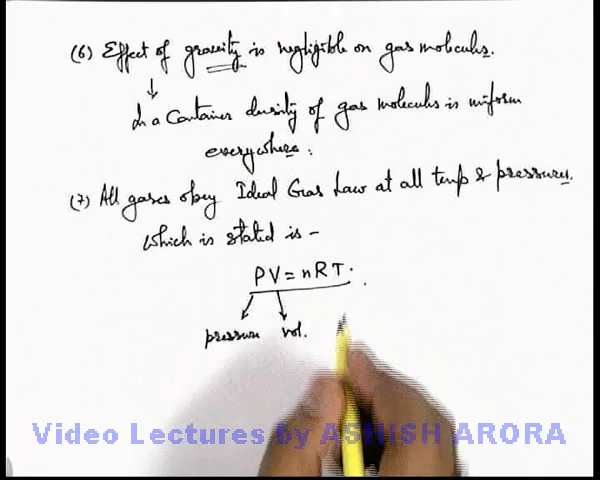 (6) Effect of gravity is negligible on gas molecules.
In a Container density of gas molecules is uniform
everywhere.
(7) All gases obey Ideal Gas Law at all temp & pressures.
which is stated is -
PV = nRT.
pressure vol.
Video Lectures by ASHISH ARORA